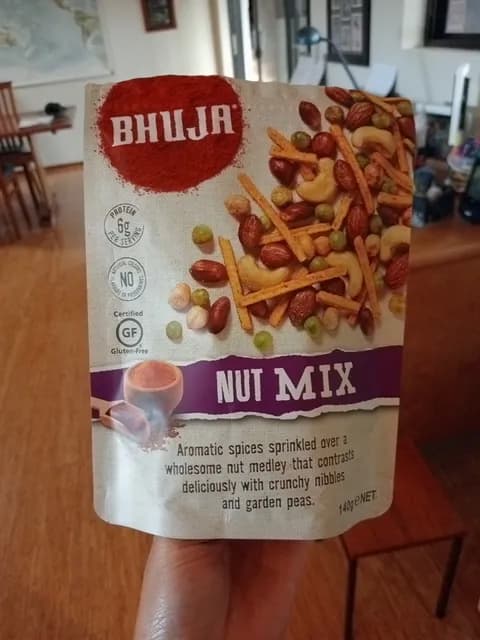 BHUJA®
PROTEIN
6g
PER SERVING
NO
Certified
GF
Gluten-Free
NUT MIX
Aromatic spices sprinkled over a
wholesome nut medley that contrasts
deliciously with crunchy nibbles
and garden peas.
140g e NET